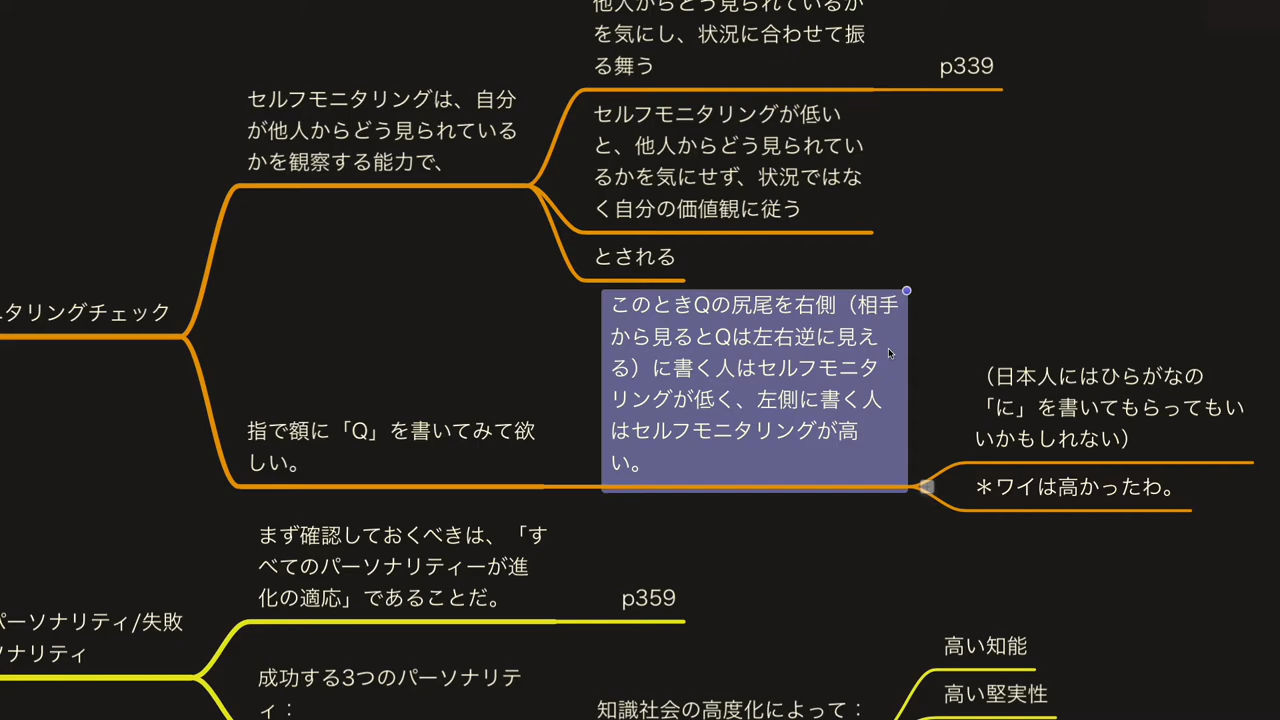 他人からどう見られているか
を気にし、状況に合わせて振
る舞う
p339
セルフモニタリングは、自分
が他人からどう見られている
かを観察する能力で、
セルフモニタリングが低い
と、他人からどう見られてい
るかを気にせず、状況ではな
く自分の価値観に従う
とされる
タリングチェック
このときQの尻尾を右側（相手
から見るとQは左右逆に見え
る）に書く人はセルフモニタ
リングが低く、左側に書く人
はセルフモニタリングが高
い。
指で額に「Q」を書いてみて欲
しい。
（日本人にはひらがなの
「に」を書いてもらってもい
いかもしれない）
＊ワイは高かったわ。
まず確認しておくべきは、「す
べてのパーソナリティーが進
化の適応」であることだ。
p359
パーソナリティ/失敗
ソナリティ
成功する3つのパーソナリテ
ィ：
知識社会の高度化によって：
高い知能
高い堅実性